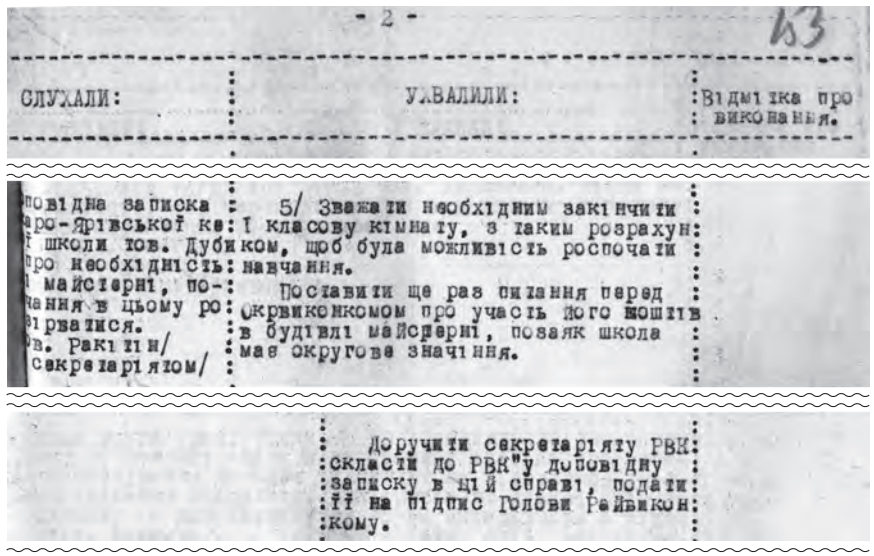 - 2 -
53
СЛУХАЛИ:
УХВАЛИЛИ:
Відмітка про
виконання.
повідна записка
аро-Ярівської ке:
ї школи тов. Дуби
про необхідність:
і майстерні, по-
чання в цьому ро
ірватися.
ов. Ракітін/
секретаріятом/
5/ Зважати необхідним закінчити
I класову кімнату, з таким розрахун:
ком, щоб була можливість розпочати
навчання.
Поставити ще раз питання перед
окрвиконкомом про участь його коштів
в будівлі майстерні, позаяк школа
має округове значіння.
Доручити секретаріяту РВК
скласти до РВК"у доповідну
записку в цій справі, подати
її на підпис Голови Райвикон:
кому.